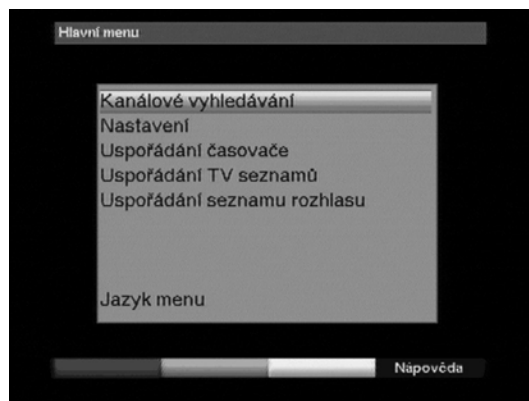 Hlavní menu
Kanálové vyhledávání
Nastavení
Uspořádání časovače
Uspořádání TV seznamů
Uspořádání seznamu rozhlasu
Jazyk menu
Nápověda